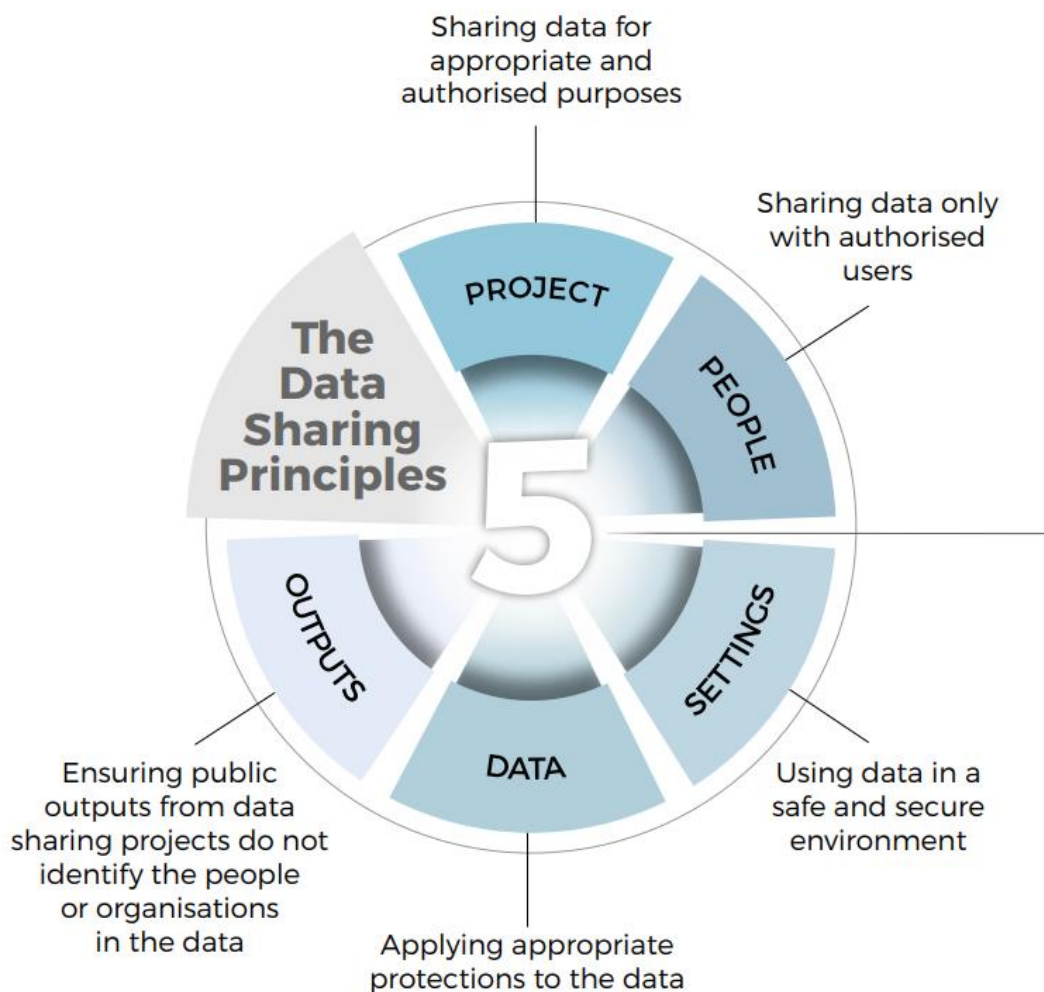 Sharing data for
appropriate and
authorised purposes
Sharing data only
with authorised
users
PROJECT
PEOPLE
The
Data
Sharing
Principles
5
OUTPUTS
SETTINGS
DATA
Ensuring public
outputs from data
sharing projects do not
identify the people
or organisations
in the data
Using data in a
safe and secure
environment
Applying appropriate
protections to the data